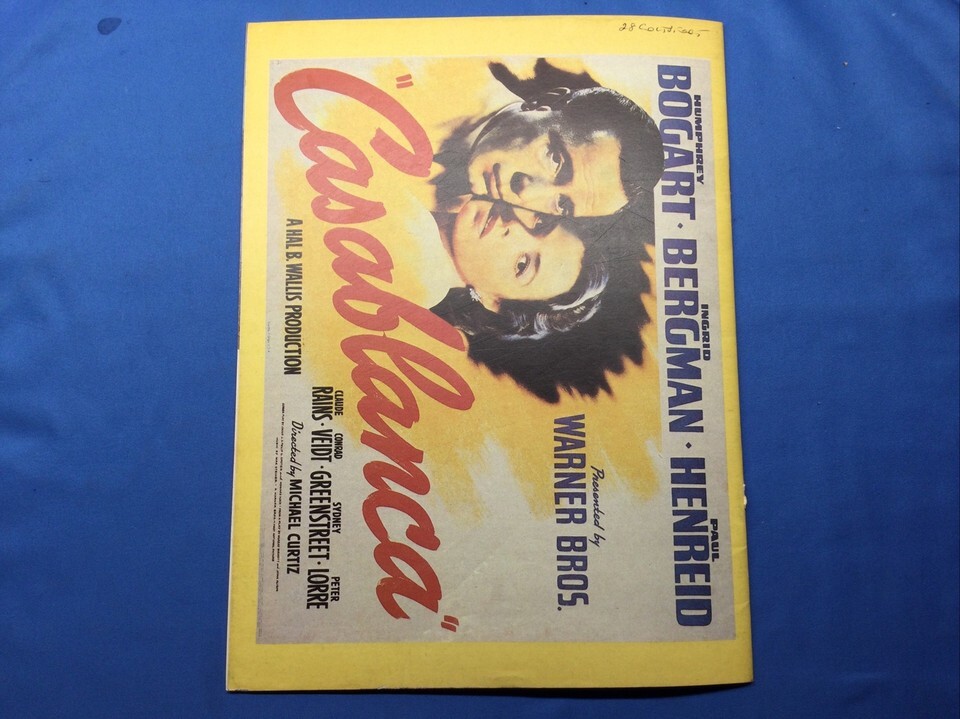 HUMPHREY INGRID PAUL
BOGART · BERGMAN · HENREID
Presented by
WARNER BROS.
"Casablanca"
CLAUDE CONRAD SYDNEY PETER
RAINS · VEIDT · GREENSTREET · LORRE
A HAL B. WALLIS PRODUCTION
Directed by MICHAEL CURTIZ